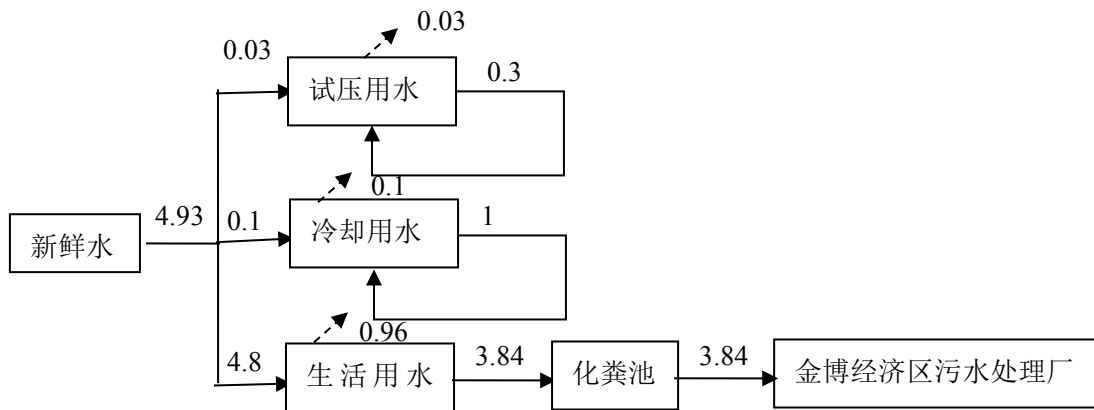 0.03
0.03
试压用水
0.3
新鲜水
4.93
0.1
0.1
冷却用水
1
4.8
0.96
生活用水
3.84
化粪池
3.84
金博经济区污水处理厂